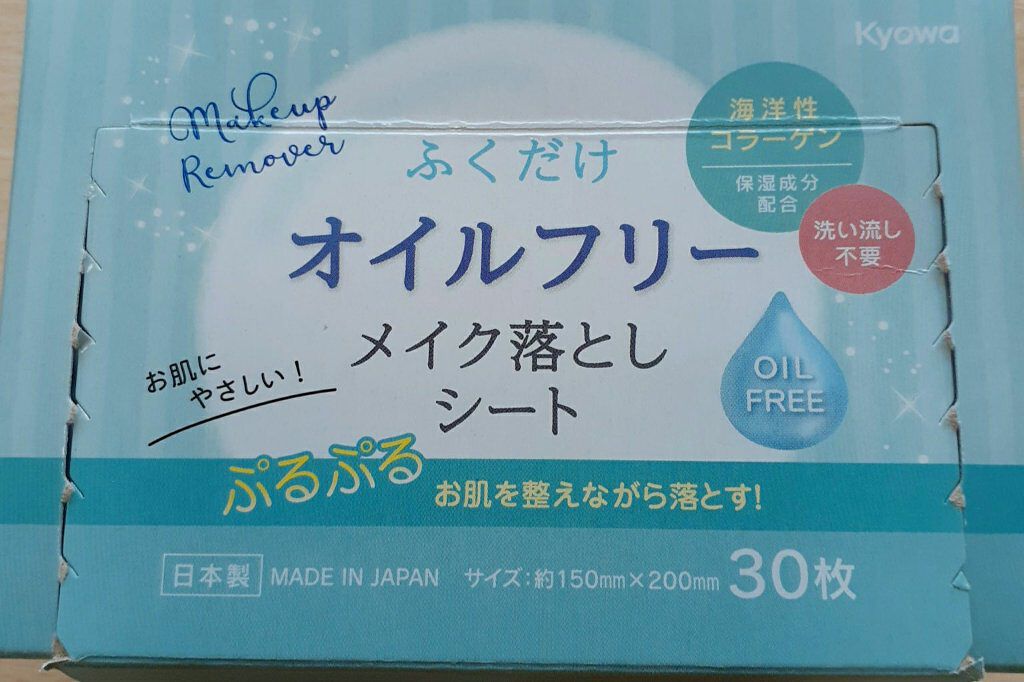 Kyowa
Makeup
Remover
海洋性
コラーゲン
保湿成分
配合
洗い流し
不要
ふくだけ
オイルフリー
メイク落とし
シート
OIL
FREE
お肌に
やさしい!
ぷるぷる お肌を整えながら落とす!
日本製 MADE IN JAPAN サイズ:約150mm×200mm 30枚